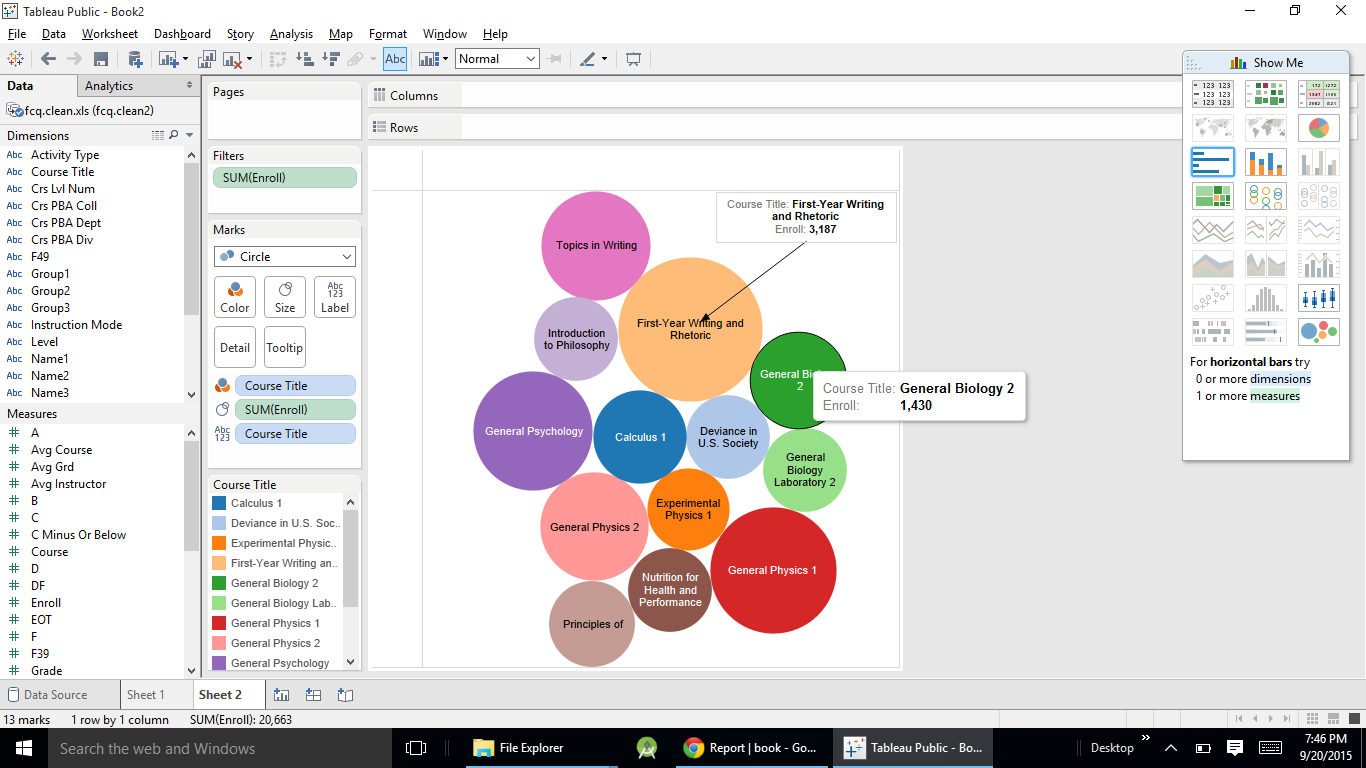 Tableau Public - Book2
File Data Worksheet Dashboard Story Analysis Map Format Window Help
Abc Normal
Data Analytics
fcq.clean.xls (fcq.clean2)
Dimensions
Abc Activity Type
Abc Course Title
Abc Crs Lvl Num
Abc Crs PBA Coll
Abc Crs PBA Dept
Abc Crs PBA Div
Abc F49
Abc Group1
Abc Group2
Abc Group3
Abc Instruction Mode
Abc Level
Abc Name1
Abc Name2
Abc Name3
Measures
# A
# Avg Course
# Avg Grd
# Avg Instructor
# B
# C
# C Minus Or Below
# Course
# D
# DF
# Enroll
# EOT
# F
# F39
# Grade
Pages
Filters
SUM(Enroll)
Marks
Circle
Color
Size
Abc
123
Label
Detail
Tooltip
Course Title
SUM(Enroll)
Abc
123
Course Title
Course Title
Calculus 1
Deviance in U.S. Soc..
Experimental Physic..
First-Year Writing an..
General Biology 2
General Biology Lab..
General Physics 1
General Physics 2
General Psychology
Columns
Rows
Topics in Writing
Course Title: First-Year Writing
and Rhetoric
Enroll: 3,187
First-Year Writing and
Rhetoric
Introduction
to Philosophy
General Bi
2
Course Title: General Biology 2
Enroll: 1,430
General Psychology
Calculus 1
Deviance in
U.S. Society
General
Biology
Laboratory 2
General Physics 2
Experimental
Physics 1
General Physics 1
Nutrition for
Health and
Performance
Principles of
Show Me
For horizontal bars try
0 or more dimensions
1 or more measures
Data Source Sheet 1 Sheet 2
13 marks 1 row by 1 column SUM(Enroll): 20,663
Search the web and Windows
File Explorer
Report | book - Go...
Tableau Public - Bo...
Desktop
7:46 PM
9/20/2015